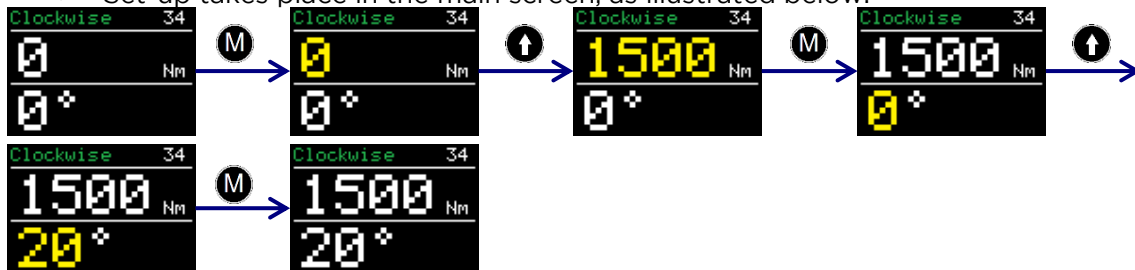 Set-up takes place in the main screen, as illustrated below.
Clockwise 34
0 Nm
0°
M
Clockwise 34
0 Nm
0°
Clockwise 34
1500 Nm
0°
M
Clockwise 34
1500 Nm
0°
Clockwise 34
1500 Nm
20°
M
Clockwise 34
1500 Nm
20°